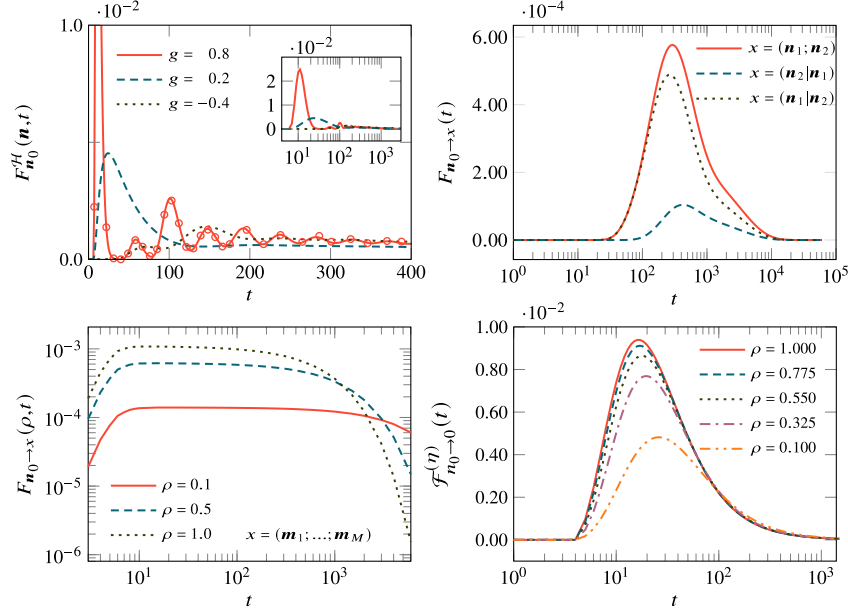 1.0
0.0
·10⁻²
F^ℋ_{n₀}(n,t)
g = 0.8
g = 0.2
g = −0.4
·10⁻²
2
1
0
10¹
10²
10³
0
100
200
300
400
t
·10⁻⁴
6.00
4.00
2.00
0.00
F_{n₀→x}(t)
x = (n₁; n₂)
x = (n₂|n₁)
x = (n₁|n₂)
10⁰
10¹
10²
10³
10⁴
10⁵
t
10⁻³
10⁻⁴
10⁻⁵
10⁻⁶
F_{n₀→x}(ρ,t)
ρ = 0.1
ρ = 0.5
ρ = 1.0 x = (m₁;...;m_M)
10¹
10²
10³
t
·10⁻²
1.00
0.80
0.60
0.40
0.20
0.00
ℱ^{(η)}_{n₀→0}(t)
ρ = 1.000
ρ = 0.775
ρ = 0.550
ρ = 0.325
ρ = 0.100
10⁰
10¹
10²
10³
t